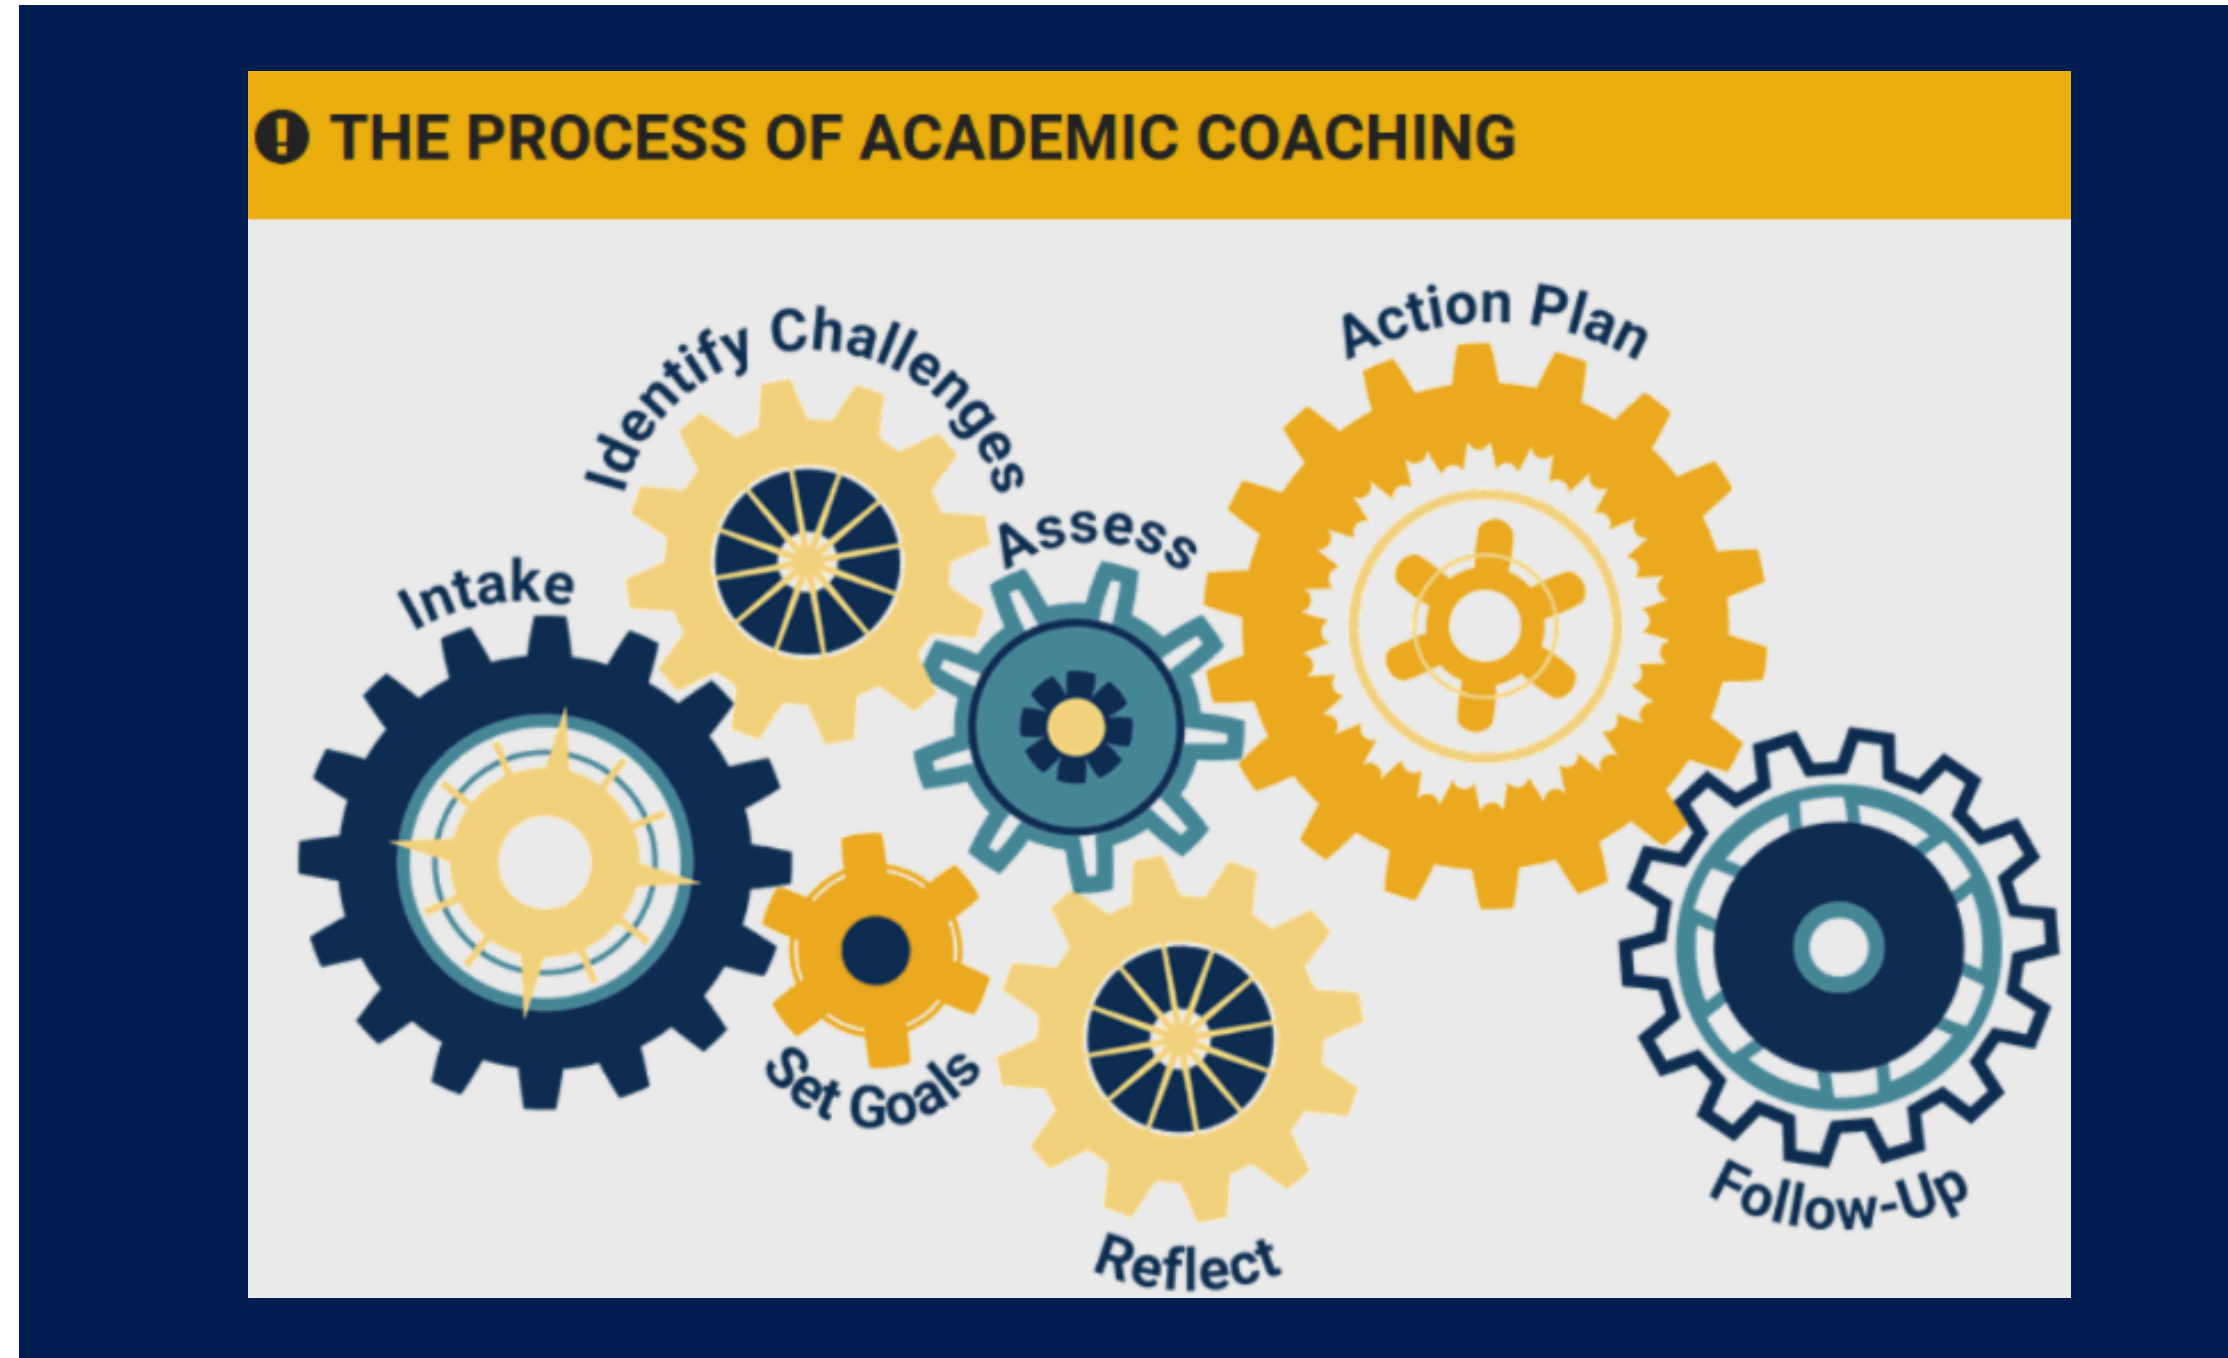 THE PROCESS OF ACADEMIC COACHING
Intake
Identify Challenges
Set Goals
Assess
Reflect
Action Plan
Follow-Up